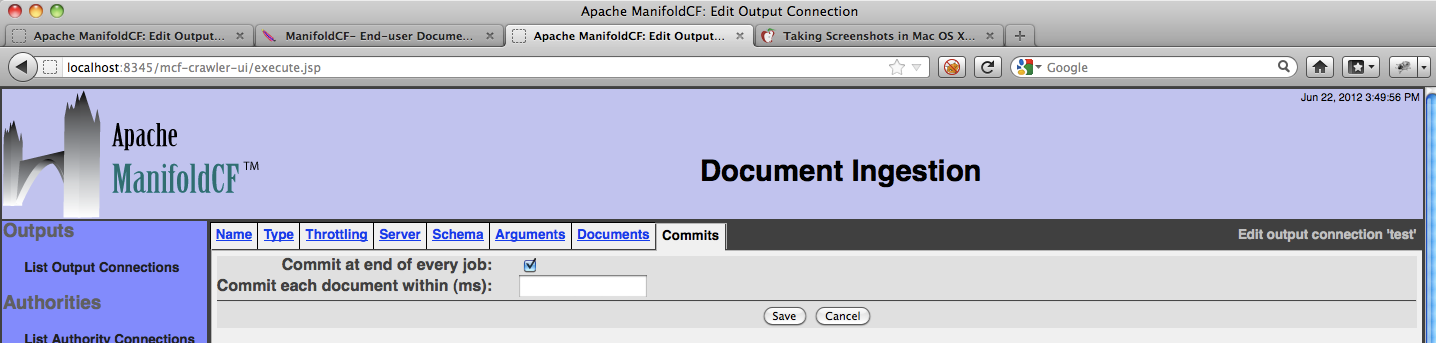 Apache ManifoldCF: Edit Output Connection
Apache ManifoldCF: Edit Output...
ManifoldCF- End-user Docume...
Apache ManifoldCF: Edit Output...
Taking Screenshots in Mac OS X...
localhost:8345/mcf-crawler-ui/execute.jsp
Google
Jun 22, 2012 3:49:56 PM
Apache
ManifoldCF™
Document Ingestion
Outputs
List Output Connections
Authorities
List Authority Connections
Name Type Throttling Server Schema Arguments Documents Commits
Edit output connection 'test'
Commit at end of every job:
Commit each document within (ms):
Save Cancel